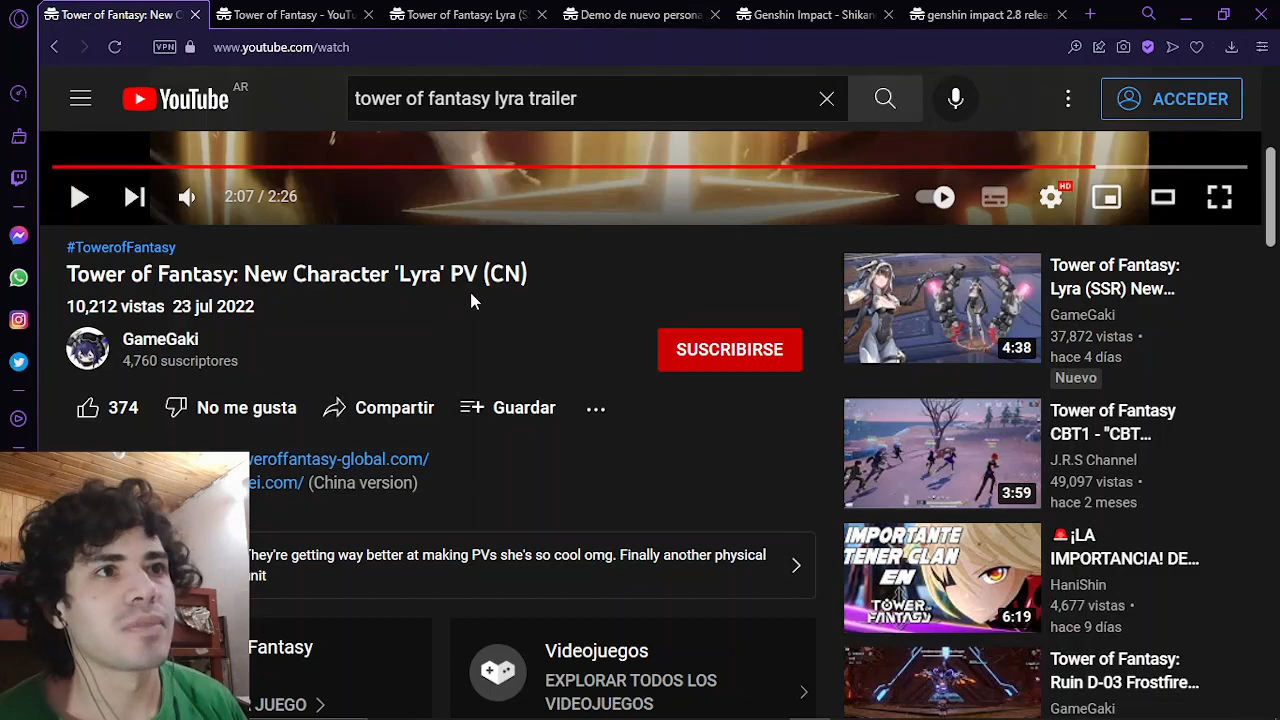 Tower of Fantasy: New C
Tower of Fantasy - YouTu
Tower of Fantasy: Lyra (S
Demo de nuevo persona
Genshin Impact - Shikan
genshin impact 2.8 relea
VPN
www.youtube.com/watch
YouTube AR
tower of fantasy lyra trailer
ACCEDER
2:07 / 2:26
HD
#TowerofFantasy
Tower of Fantasy: New Character 'Lyra' PV (CN)
10,212 vistas 23 jul 2022
GameGaki
4,760 suscriptores
SUSCRIBIRSE
374
No me gusta
Compartir
Guardar
weroffantasy-global.com/
ei.com/ (China version)
They're getting way better at making PVs she's so cool omg. Finally another physical
unit
Fantasy
JUEGO
Videojuegos
EXPLORAR TODOS LOS
VIDEOJUEGOS
4:38
Tower of Fantasy:
Lyra (SSR) New...
GameGaki
37,872 vistas •
hace 4 días
Nuevo
3:59
Tower of Fantasy
CBT1 - "CBT...
J.R.S Channel
49,097 vistas •
hace 2 meses
IMPORTANTE
TENER CLAN
EN
TOWER OF
FANTASY
6:19
🚨¡LA
IMPORTANCIA! DE...
HaniShin
4,677 vistas •
hace 9 días
Tower of Fantasy:
Ruin D-03 Frostfire...
GameGaki